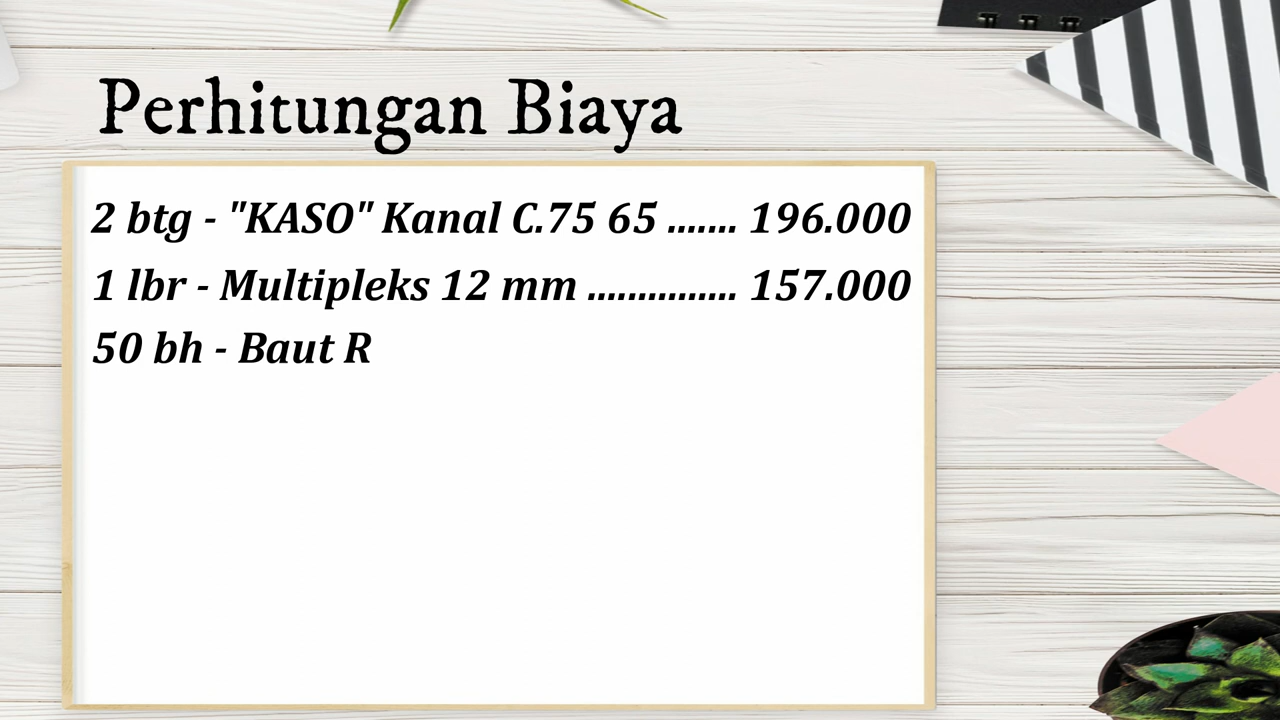 Perhitungan Biaya
2 btg - "KASO" Kanal C.75 65 ....... 196.000
1 lbr - Multipleks 12 mm ............... 157.000
50 bh - Baut R